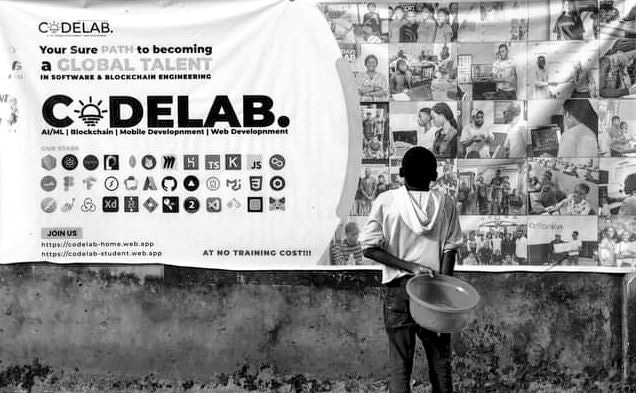 CODELAB.
Your Sure PATH to becoming
a GLOBAL TALENT
IN SOFTWARE & BLOCKCHAIN ENGINEERING
CODELAB.
AI/ML | Blockchain | Mobile Developnment | Web Developnment
OUR STACK
TS K JS
Xd
JOIN US
https://codelab-home.web.app
https://codelab-student.web.app
AT NO TRAINING COST!!!